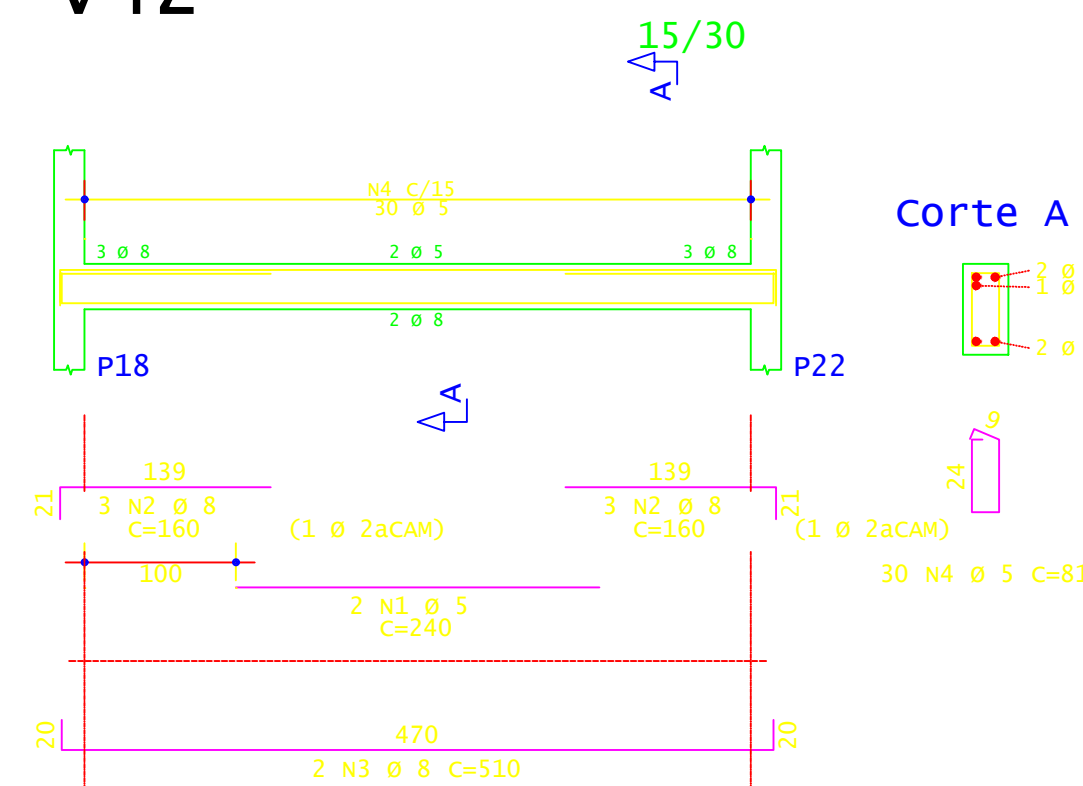 15/30
A
N4 C/15
30 Ø 5
Corte A
3 Ø 8 2 Ø 5 3 Ø 8
2 Ø
1 Ø
2 Ø 8
2 Ø
P18 P22
A
9
139 139
24
21 3 N2 Ø 8 3 N2 Ø 8 21
C=160 (1 Ø 2aCAM) C=160 (1 Ø 2aCAM)
100 30 N4 Ø 5 C=81
2 N1 Ø 5
C=240
20 470 20
2 N3 Ø 8 C=510